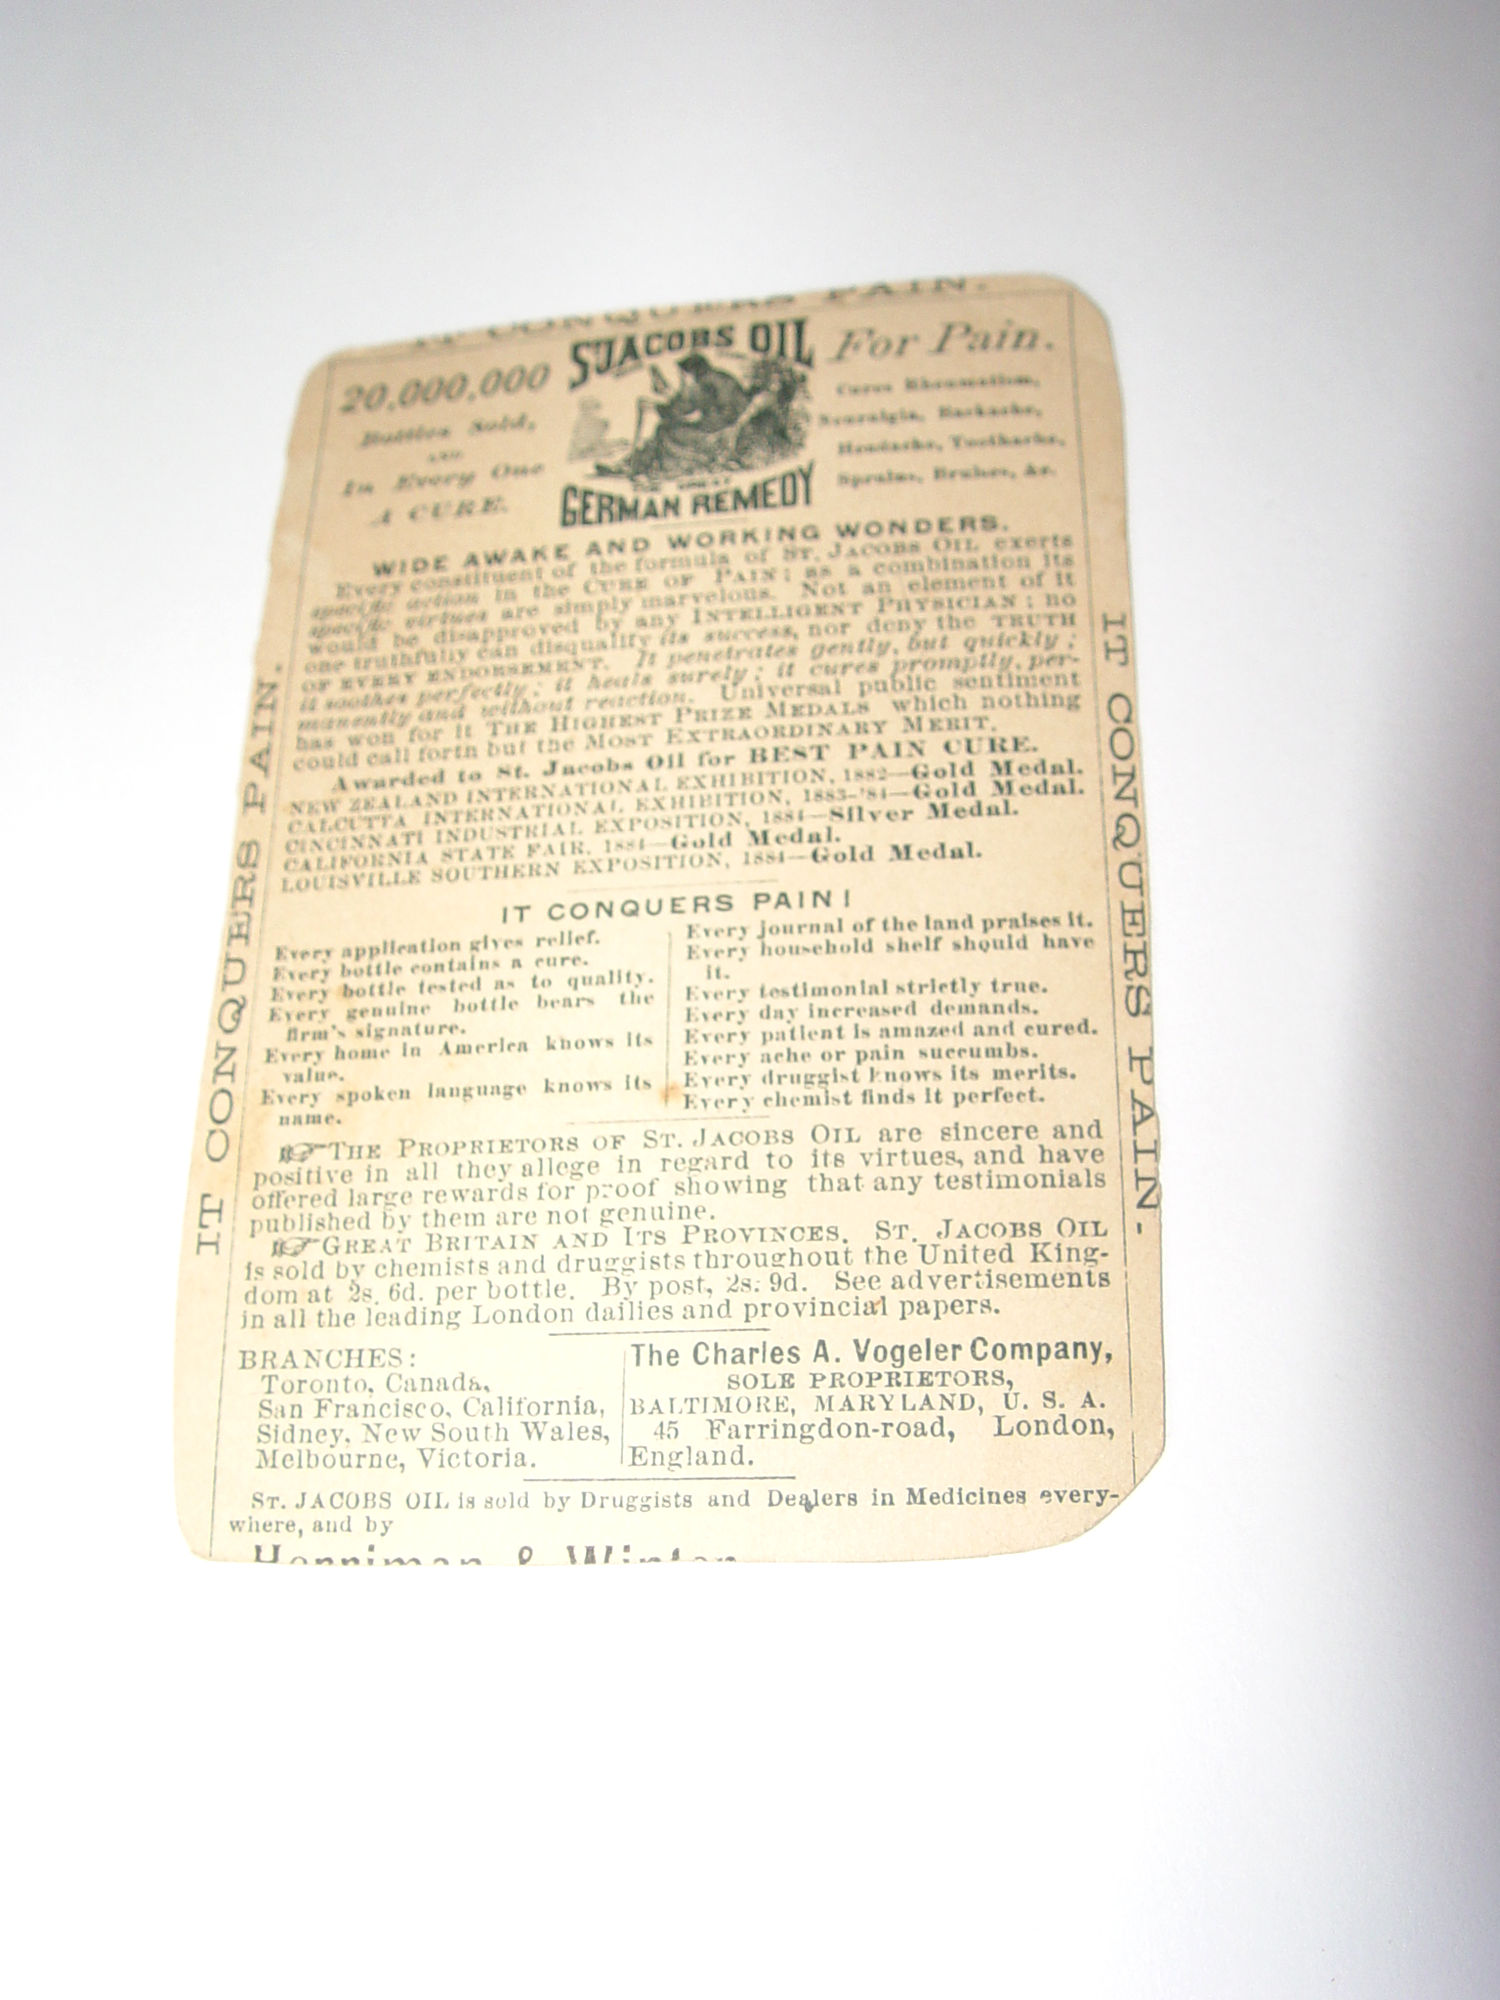 IT CONQUERS PAIN.
20,000,000
Bottles Sold,
AND
In Every One
A CURE.
ST JACOBS OIL
THE GREAT
GERMAN REMEDY
For Pain.
Cures Rheumatism,
Neuralgia, Backache,
Headache, Toothache,
Sprains, Bruises, &c.
WIDE AWAKE AND WORKING WONDERS.
Every constituent of the formula of ST. JACOBS OIL exerts
specific action in the CURE OF PAIN; as a combination its
specific virtues are simply marvelous. Not an element of it
would be disapproved by any INTELLIGENT PHYSICIAN; no
one truthfully can disqualify its success, nor deny the TRUTH
OF EVERY ENDORSEMENT. It penetrates gently, but quickly;
it soothes perfectly; it heals surely; it cures promptly, per-
manently and without reaction. Universal public sentiment
has won for it THE HIGHEST PRIZE MEDALS which nothing
could call forth but the MOST EXTRAORDINARY MERIT.
Awarded to St. Jacobs Oil for BEST PAIN CURE.
NEW ZEALAND INTERNATIONAL EXHIBITION, 1882—Gold Medal.
CALCUTTA INTERNATIONAL EXHIBITION, 1883-'84—Gold Medal.
CINCINNATI INDUSTRIAL EXPOSITION, 1884—Silver Medal.
CALIFORNIA STATE FAIR, 1884—Gold Medal.
LOUISVILLE SOUTHERN EXPOSITION, 1884—Gold Medal.
IT CONQUERS PAIN!
Every application gives relief.
Every bottle contains a cure.
Every bottle tested as to quality.
Every genuine bottle bears the
firm's signature.
Every home in America knows its
value.
Every spoken language knows its
name.
Every journal of the land praises it.
Every household shelf should have
it.
Every testimonial strictly true.
Every day increased demands.
Every patient is amazed and cured.
Every ache or pain succumbs.
Every druggist knows its merits.
Every chemist finds it perfect.
THE PROPRIETORS OF ST. JACOBS OIL are sincere and
positive in all they allege in regard to its virtues, and have
offered large rewards for proof showing that any testimonials
published by them are not genuine.
GREAT BRITAIN AND ITS PROVINCES. ST. JACOBS OIL
is sold by chemists and druggists throughout the United King-
dom at 2s. 6d. per bottle. By post, 2s. 9d. See advertisements
in all the leading London dailies and provincial papers.
BRANCHES:
Toronto, Canada,
San Francisco, California,
Sidney, New South Wales,
Melbourne, Victoria.
The Charles A. Vogeler Company,
SOLE PROPRIETORS,
BALTIMORE, MARYLAND, U. S. A.
45 Farringdon-road, London,
England.
ST. JACOBS OIL is sold by Druggists and Dealers in Medicines every-
where, and by
IT CONQUERS PAIN.
IT CONQUERS PAIN.